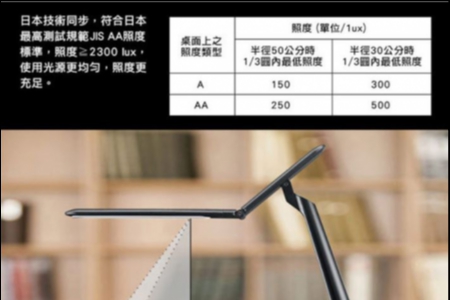 日本技術同步，符合日本
最高測試規範JIS AA照度
標準，照度≧2300 lux，
使用光源更均勻，照度更
充足。
桌面上之
照度類型
照度 (單位/1ux)
半徑50公分時
1/3圓內最低照度
半徑30公分時
1/3圓內最低照度
A 150 300
AA 250 500